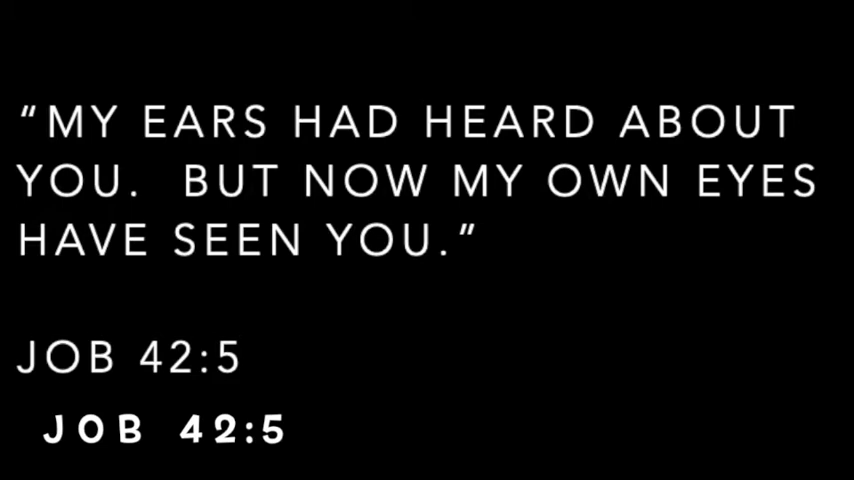 “MY EARS HAD HEARD ABOUT
YOU.  BUT NOW MY OWN EYES
HAVE SEEN YOU.”
JOB 42:5
JOB 42:5